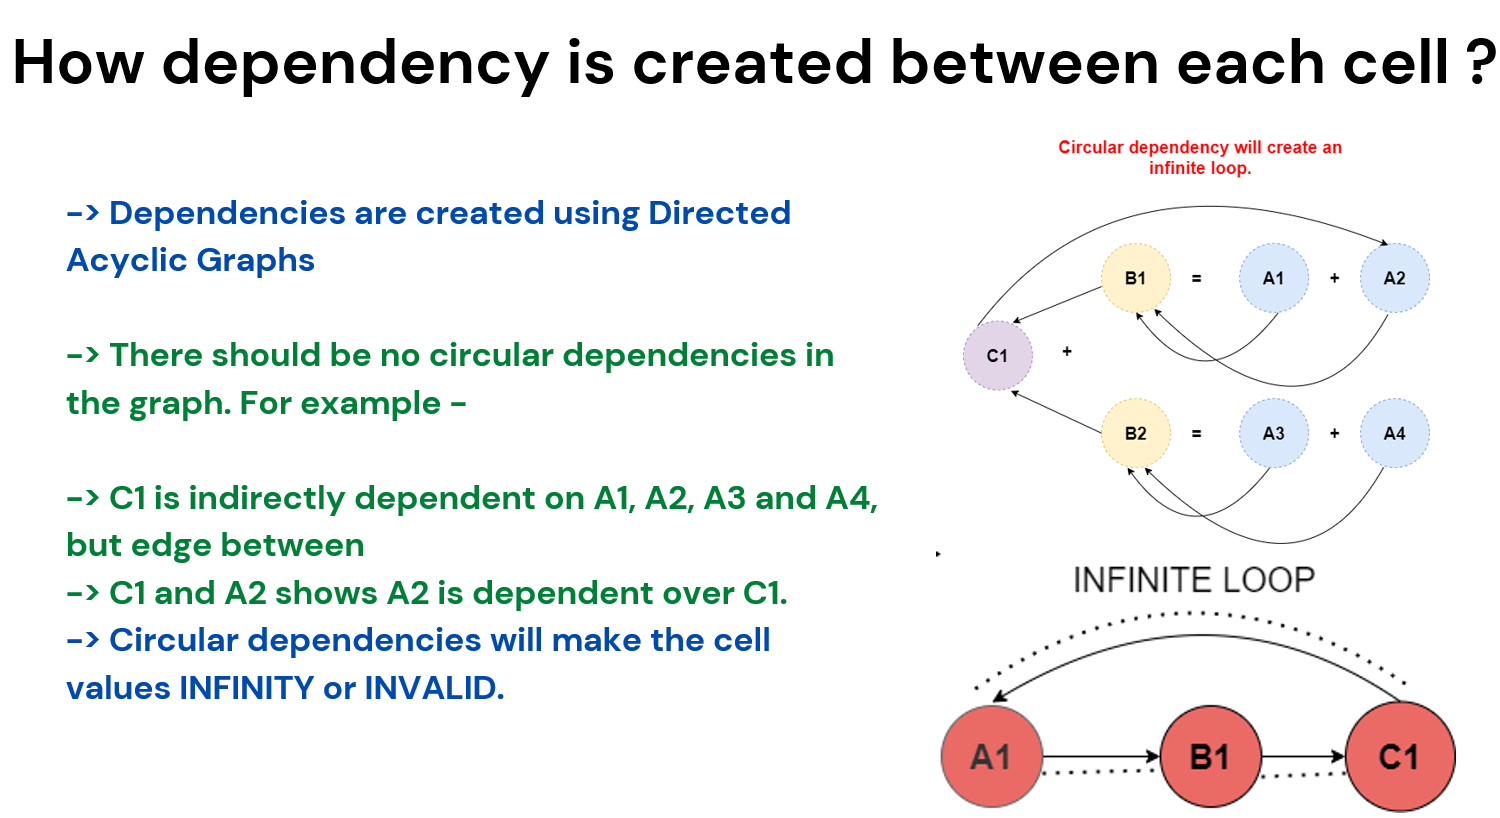 How dependency is created between each cell ?
-> Dependencies are created using Directed
Acyclic Graphs
-> There should be no circular dependencies in
the graph. For example -
-> C1 is indirectly dependent on A1, A2, A3 and A4,
but edge between
-> C1 and A2 shows A2 is dependent over C1.
-> Circular dependencies will make the cell
values INFINITY or INVALID.
Circular dependency will create an
infinite loop.
B1 = A1 + A2
C1 +
B2 = A3 + A4
INFINITE LOOP
A1 B1 C1